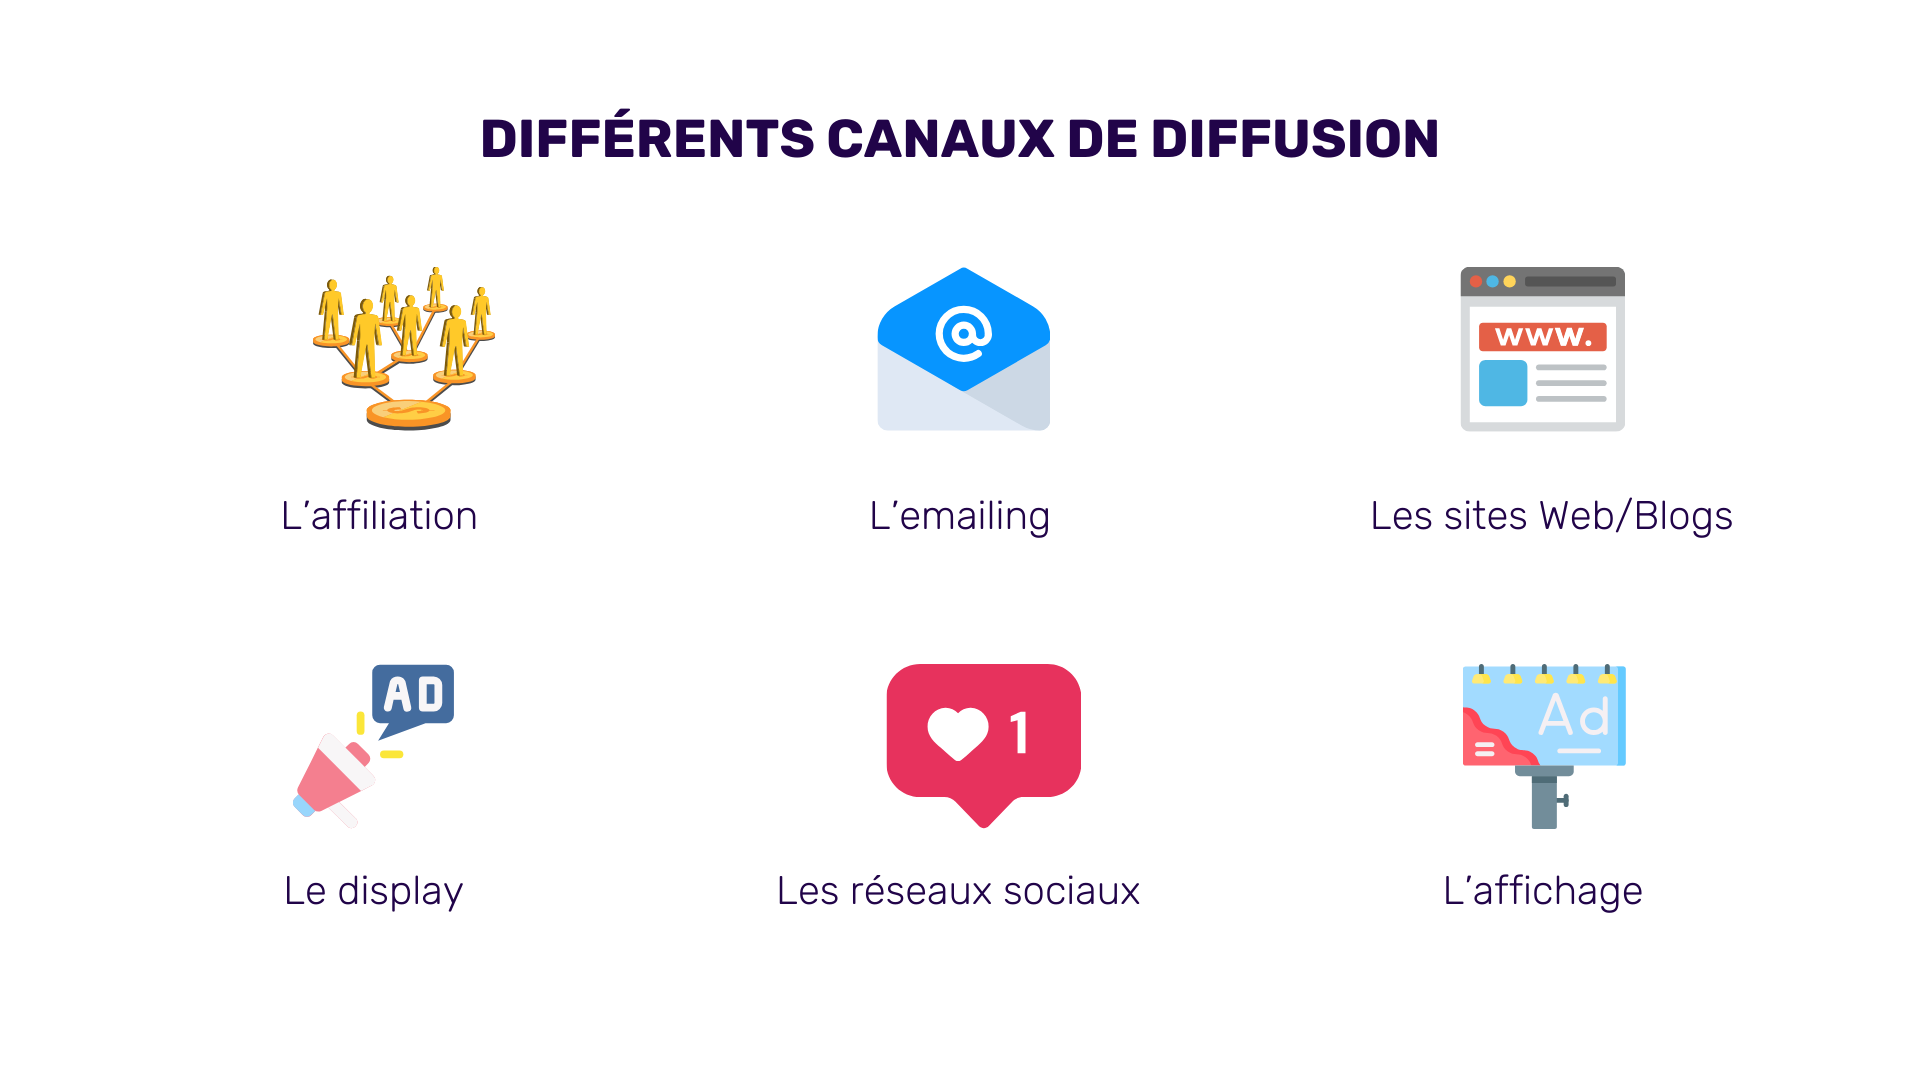 DIFFÉRENTS CANAUX DE DIFFUSION
www.
L’affiliation
L’emailing
Les sites Web/Blogs
AD
1
Ad
Le display
Les réseaux sociaux
L’affichage